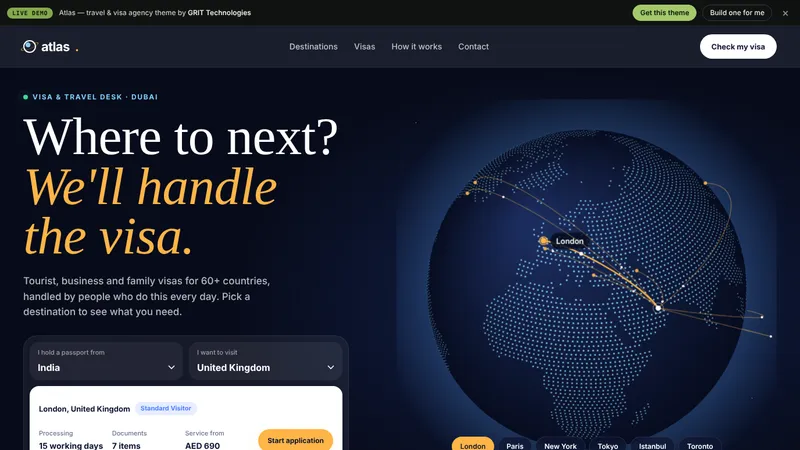 LIVE DEMO Atlas — travel & visa agency theme by GRIT Technologies Get this theme Build one for me ×
atlas. Destinations Visas How it works Contact Check my visa
VISA & TRAVEL DESK · DUBAI
Where to next?
We'll handle
the visa.
Tourist, business and family visas for 60+ countries,
handled by people who do this every day. Pick a
destination to see what you need.
I hold a passport from I want to visit
India United Kingdom
London, United Kingdom Standard Visitor
Processing Documents Service from
15 working days 7 items AED 690 Start application
London
London Paris New York Tokyo Istanbul Toronto